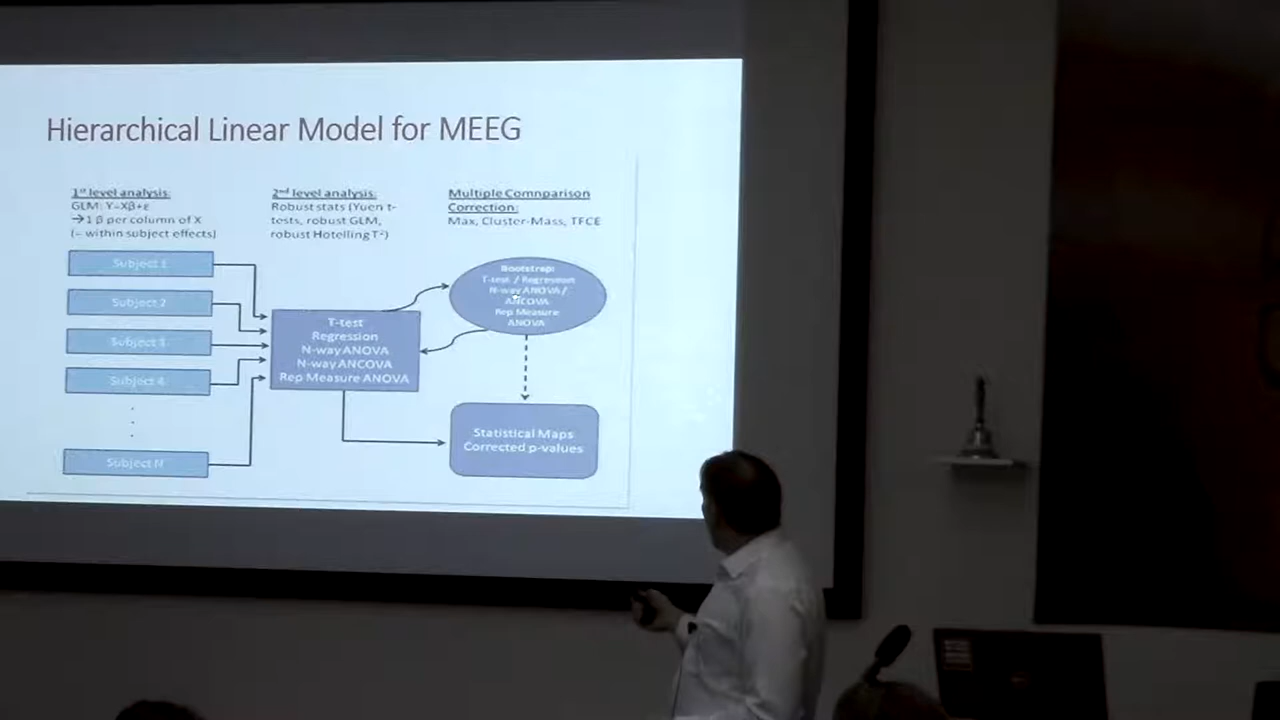 Hierarchical Linear Model for MEEG
1st level analysis:
GLM: Y=Xβ+ε
→1 β per column of X
(= within subject effects)
2nd level analysis:
Robust stats (Yuen t-
tests, robust GLM,
robust Hotelling T²)
Multiple Comnparison
Correction:
Max, Cluster-Mass, TFCE
Subject 1
Subject 2
Subject 3
Subject 4
Subject N
T-test
Regression
N-way ANOVA
N-way ANCOVA
Rep Measure ANOVA
Bootstrap:
T-test / Regression
N-way ANOVA/
ANCOVA
Rep Measure
ANOVA
Statistical Maps
Corrected p-values